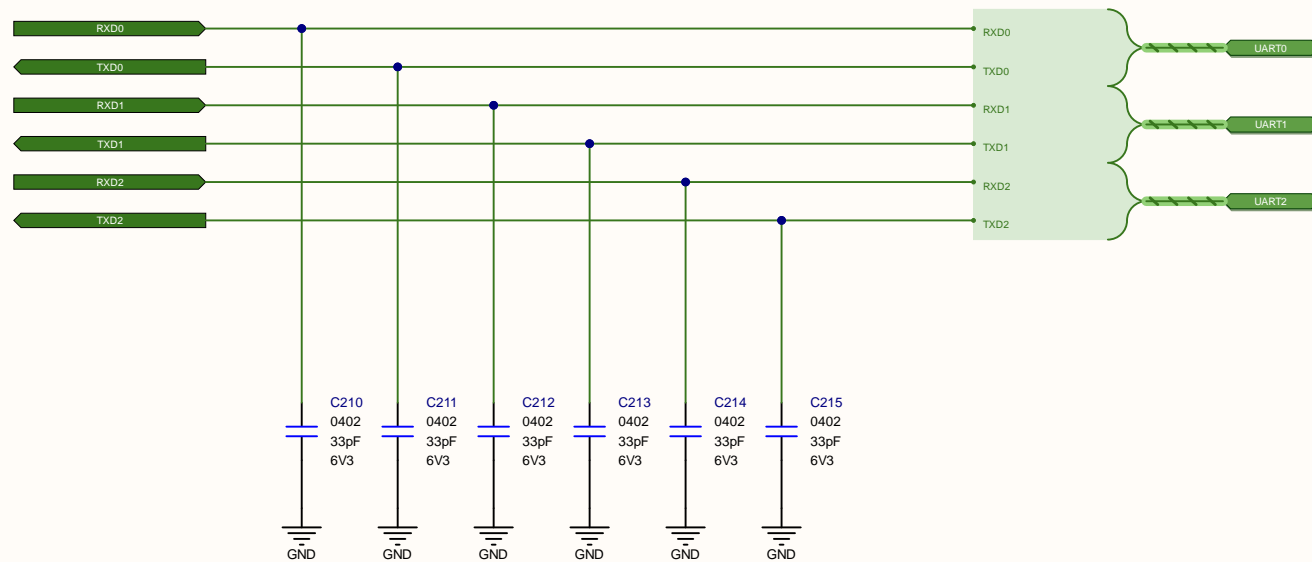 RXD0
TXD0
RXD1
TXD1
RXD2
TXD2
RXD0
TXD0
RXD1
TXD1
RXD2
TXD2
UART0
UART1
UART2
C210
0402
33pF
6V3
C211
0402
33pF
6V3
C212
0402
33pF
6V3
C213
0402
33pF
6V3
C214
0402
33pF
6V3
C215
0402
33pF
6V3
GND
GND
GND
GND
GND
GND